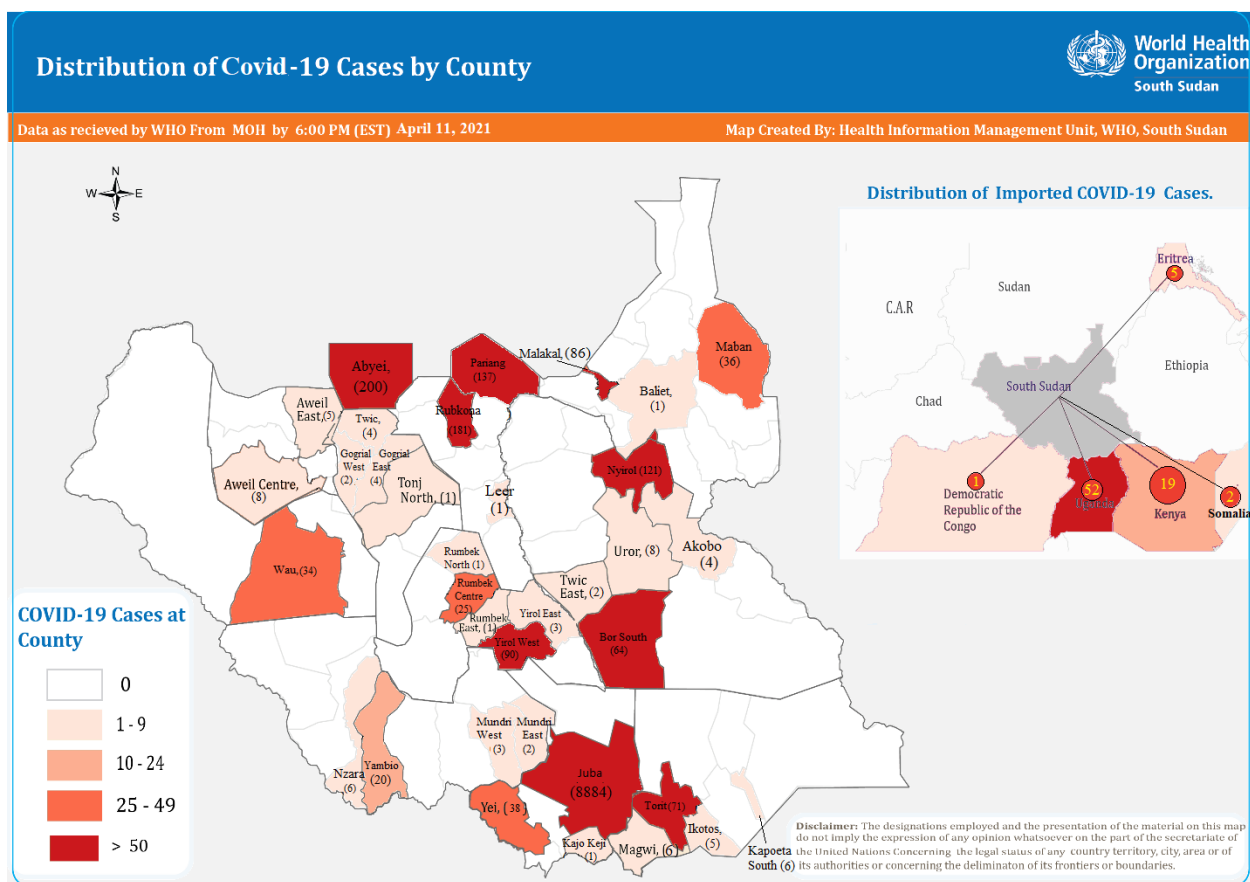 Distribution of Covid-19 Cases by County
World Health
Organization
South Sudan
Data as recieved by WHO From MOH by 6:00 PM (EST) April 11, 2021
Map Created By: Health Information Management Unit, WHO, South Sudan
N
W
E
S
Distribution of Imported COVID-19 Cases.
Eritrea
5
Sudan
C.A.R
Ethiopia
South Sudan
Chad
1
52
19
2
Democratic
Republic of the
Congo
Uganda
Kenya
Somalia
Malakal, (86)
Maban
(36)
Abyei,
(200)
Pariang
(137)
Baliet,
(1)
Aweil
East, (5)
Twic,
(4)
Rubkona
(181)
Gogrial
West
(2)
Gogrial
East
(4)
Nyirol (121)
Aweil Centre,
(8)
Tonj
North, (1)
Leer
(1)
Uror, (8)
Akobo
(4)
Wau, (34)
Rumbek
North (1)
Rumbek
Centre
(25)
Twic
East, (2)
Rumbek
East, (1)
Yirol East
(3)
Yirol West
(90)
Bor South
(64)
Mundri
West
(3)
Mundri
East
(2)
Nzara
(6)
Yambio
(20)
Juba
(8884)
Yei, ( 38 )
Torit (71)
Kajo Keji
(1)
Magwi, (6)
Ikotos,
(5)
Kapoeta
South (6)
COVID-19 Cases at
County
0
1 - 9
10 - 24
25 - 49
> 50
Disclaimer: The designations employed and the presentation of the material on this map
do not imply the expression of any opinion whatsoever on the part of the secretariate of
the United Nations Concerning the legal status of any country territory, city, area or of
its authorities or concerning the deliminaton of its frontiers or boundaries.